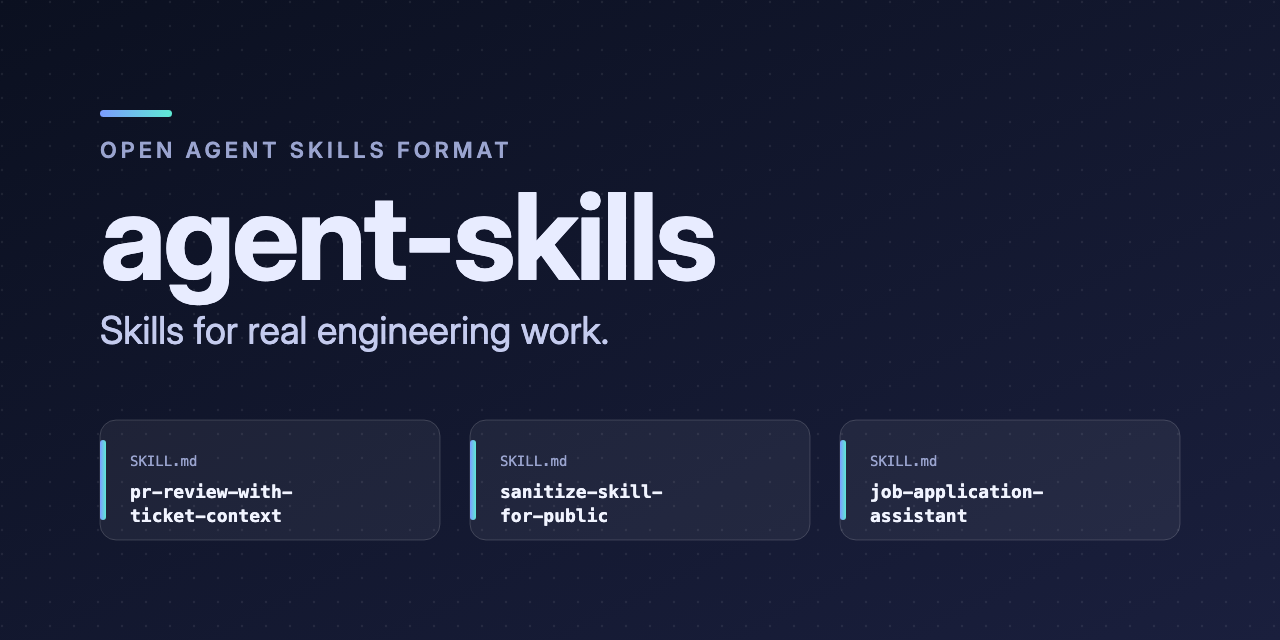 OPEN AGENT SKILLS FORMAT
agent-skills
Skills for real engineering work.
SKILL.md
pr-review-with-
ticket-context
SKILL.md
sanitize-skill-
for-public
SKILL.md
job-application-
assistant